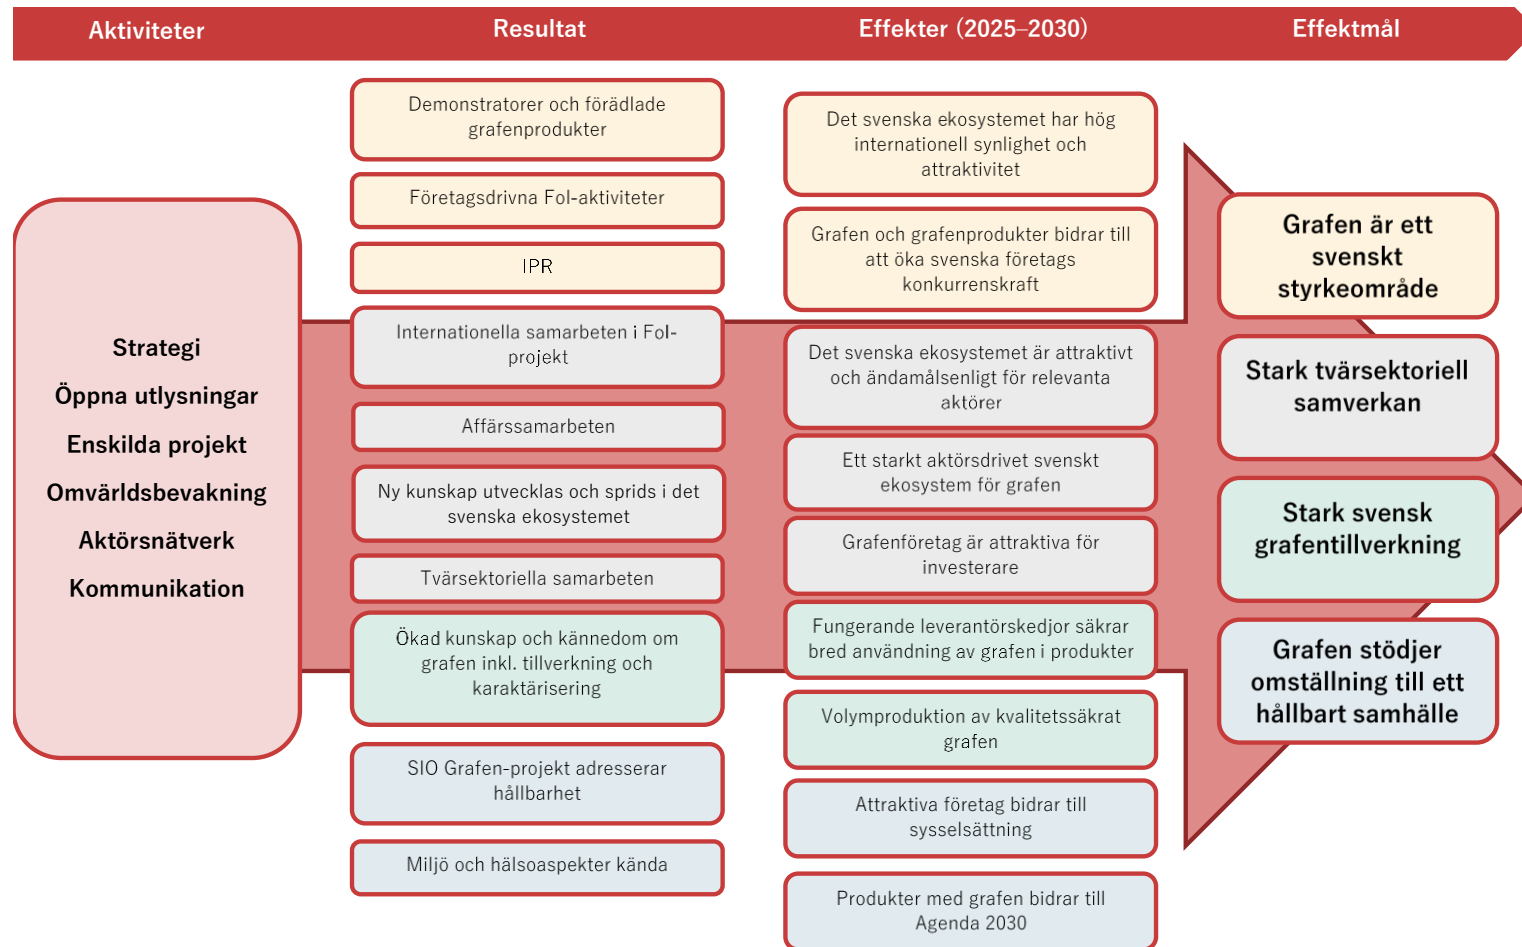 Aktiviteter
Resultat
Effekter (2025–2030)
Effektmål
Strategi
Öppna utlysningar
Enskilda projekt
Omvärldsbevakning
Aktörsnätverk
Kommunikation
Demonstratorer och förädlade
grafenprodukter
Företagsdrivna FoI-aktiviteter
IPR
Internationella samarbeten i FoI-
projekt
Affärssamarbeten
Ny kunskap utvecklas och sprids i det
svenska ekosystemet
Tvärsektoriella samarbeten
Ökad kunskap och kännedom om
grafen inkl. tillverkning och
karaktärisering
SIO Grafen-projekt adresserar
hållbarhet
Miljö och hälsoaspekter kända
Det svenska ekosystemet har hög
internationell synlighet och
attraktivitet
Grafen och grafenprodukter bidrar till
att öka svenska företags
konkurrenskraft
Det svenska ekosystemet är attraktivt
och ändamålsenligt för relevanta
aktörer
Ett starkt aktörsdrivet svenskt
ekosystem för grafen
Grafenföretag är attraktiva för
investerare
Fungerande leverantörskedjor säkrar
bred användning av grafen i produkter
Volymproduktion av kvalitetssäkrat
grafen
Attraktiva företag bidrar till
sysselsättning
Produkter med grafen bidrar till
Agenda 2030
Grafen är ett
svenskt
styrkeområde
Stark tvärsektoriell
samverkan
Stark svensk
grafentillverkning
Grafen stödjer
omställning till ett
hållbart samhälle